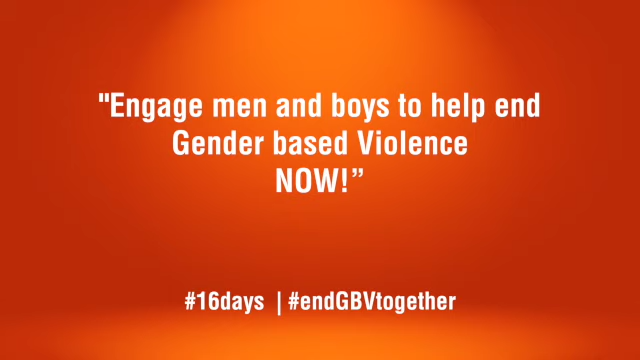 "Engage men and boys to help end
Gender based Violence
NOW!”
#16days | #endGBVtogether